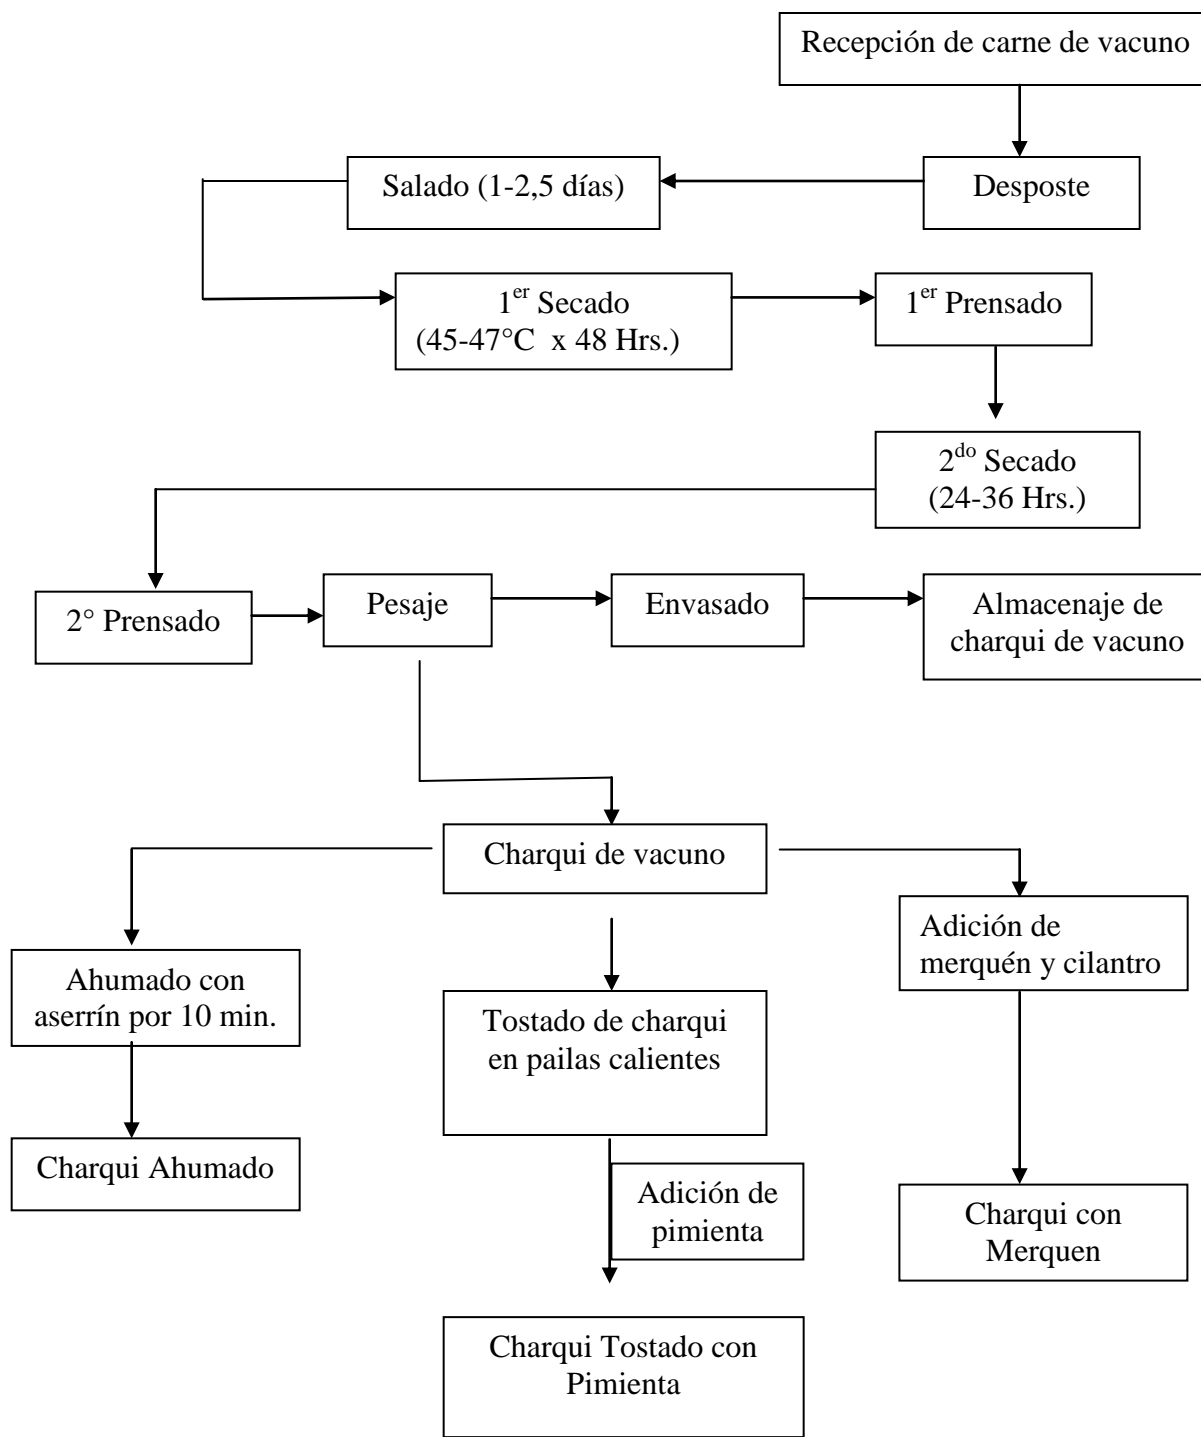 Recepción de carne de vacuno
Salado (1-2,5 días)
Desposte
1er Secado
(45-47°C x 48 Hrs.)
1er Prensado
2do Secado
(24-36 Hrs.)
2° Prensado
Pesaje
Envasado
Almacenaje de
charqui de vacuno
Charqui de vacuno
Ahumado con
aserrín por 10 min.
Tostado de charqui
en pailas calientes
Adición de
merquén y cilantro
Charqui Ahumado
Adición de
pimienta
Charqui con
Merquen
Charqui Tostado con
Pimienta